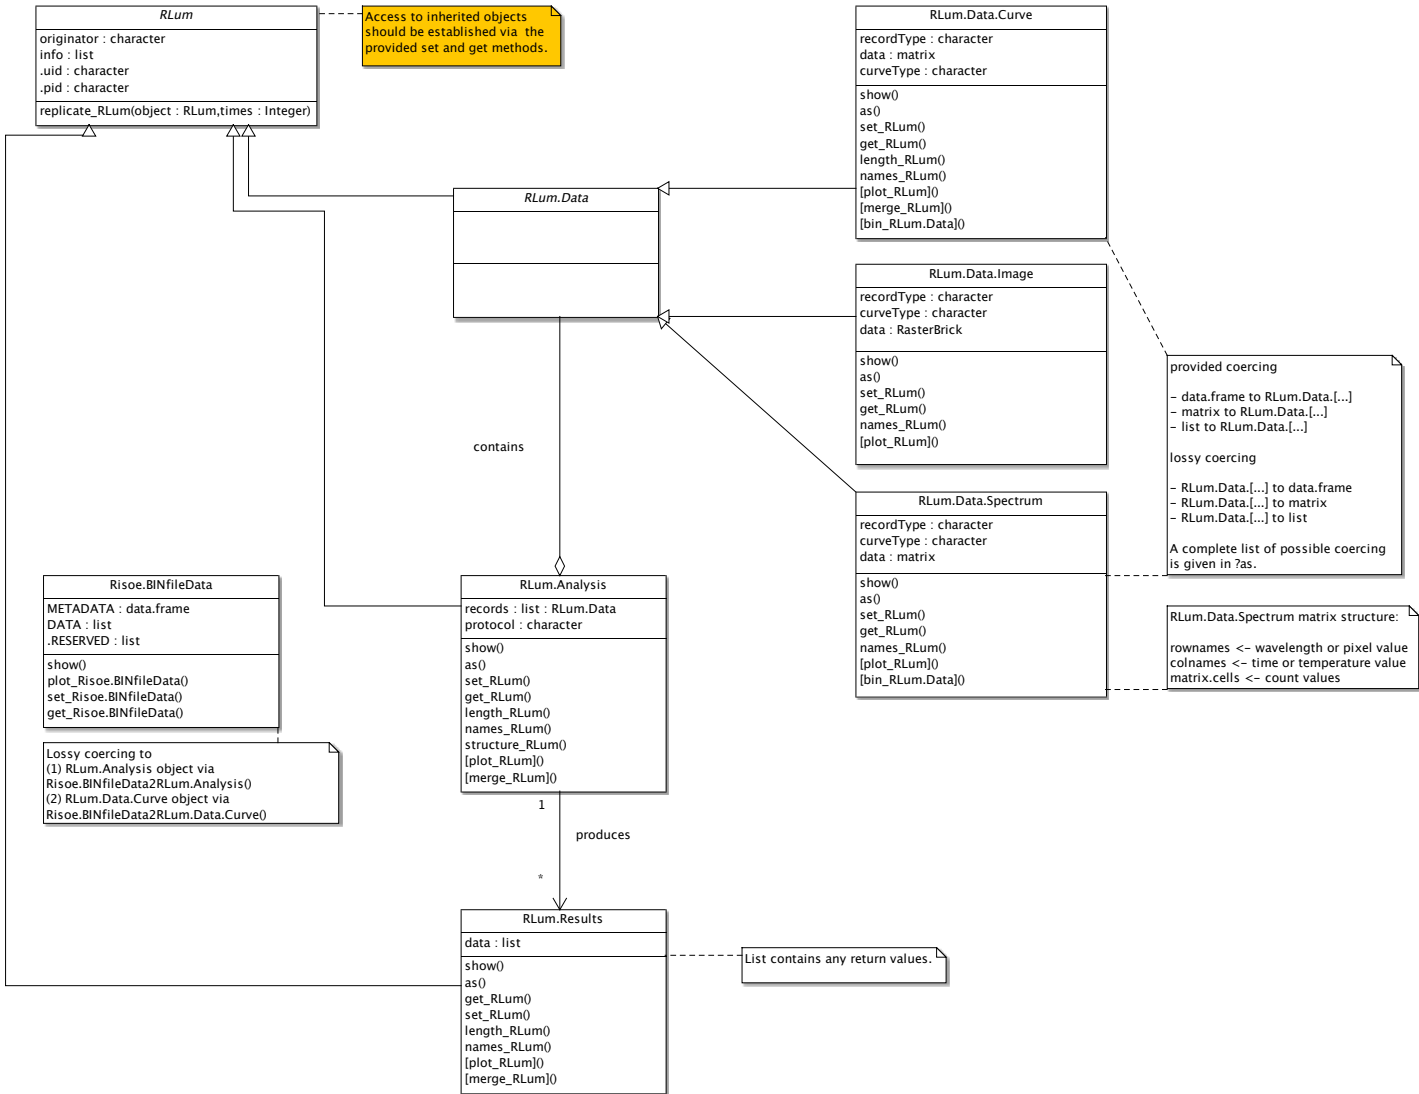 RLum
originator : character
info : list
.uid : character
.pid : character
replicate_RLum(object : RLum,times : Integer)
Access to inherited objects
should be established via  the
provided set and get methods.
RLum.Data.Curve
recordType : character
data : matrix
curveType : character
show()
as()
set_RLum()
get_RLum()
length_RLum()
names_RLum()
[plot_RLum]()
[merge_RLum]()
[bin_RLum.Data]()
RLum.Data
RLum.Data.Image
recordType : character
curveType : character
data : RasterBrick
show()
as()
set_RLum()
get_RLum()
names_RLum()
[plot_RLum]()
provided coercing
- data.frame to RLum.Data.[...]
- matrix to RLum.Data.[...]
- list to RLum.Data.[...]
lossy coercing
- RLum.Data.[...] to data.frame
- RLum.Data.[...] to matrix
- RLum.Data.[...] to list
A complete list of possible coercing
is given in ?as.
contains
RLum.Data.Spectrum
recordType : character
curveType : character
data : matrix
show()
as()
set_RLum()
get_RLum()
names_RLum()
[plot_RLum]()
[bin_RLum.Data]()
RLum.Data.Spectrum matrix structure:
rownames <- wavelength or pixel value
colnames <- time or temperature value
matrix.cells <- count values
Risoe.BINfileData
METADATA : data.frame
DATA : list
.RESERVED : list
show()
plot_Risoe.BINfileData()
set_Risoe.BINfileData()
get_Risoe.BINfileData()
Lossy coercing to
(1) RLum.Analysis object via
Risoe.BINfileData2RLum.Analysis()
(2) RLum.Data.Curve object via
Risoe.BINfileData2RLum.Data.Curve()
RLum.Analysis
records : list : RLum.Data
protocol : character
show()
as()
set_RLum()
get_RLum()
length_RLum()
names_RLum()
structure_RLum()
[plot_RLum]()
[merge_RLum]()
1
produces
*
RLum.Results
data : list
show()
as()
get_RLum()
set_RLum()
length_RLum()
names_RLum()
[plot_RLum]()
[merge_RLum]()
List contains any return values.